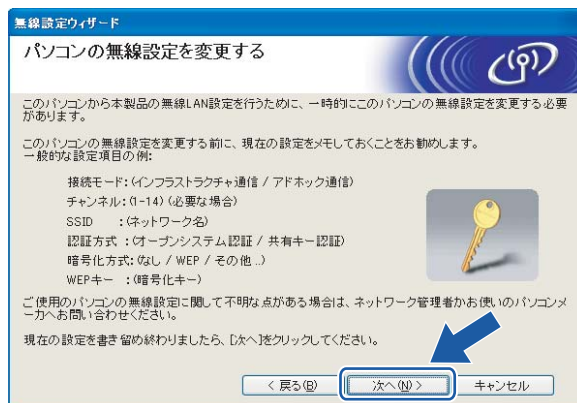 無線設定ウィザード
パソコンの無線設定を変更する
このパソコンから本製品の無線LAN設定を行うために、一時的にこのパソコンの無線設定を変更する必要
があります。
このパソコンの無線設定を変更する前に、現在の設定をメモしておくことをお勧めします。
一般的な設定項目の例:
接続モード:(インフラストラクチャ通信 / アドホック通信)
チャンネル:(1-14) (必要な場合)
SSID :(ネットワーク名)
認証方式 :(オープンシステム認証 / 共有キー認証)
暗号化方式:(なし / WEP / その他 ..)
WEPキー :(暗号化キー)
ご使用のパソコンの無線設定に関して不明な点がある場合は、ネットワーク管理者かお使いのパソコンメ
ーカへお問い合わせください。
現在の設定を書き留め終わりましたら、[次へ]をクリックしてください。
< 戻る(B) 次へ(N) > キャンセル